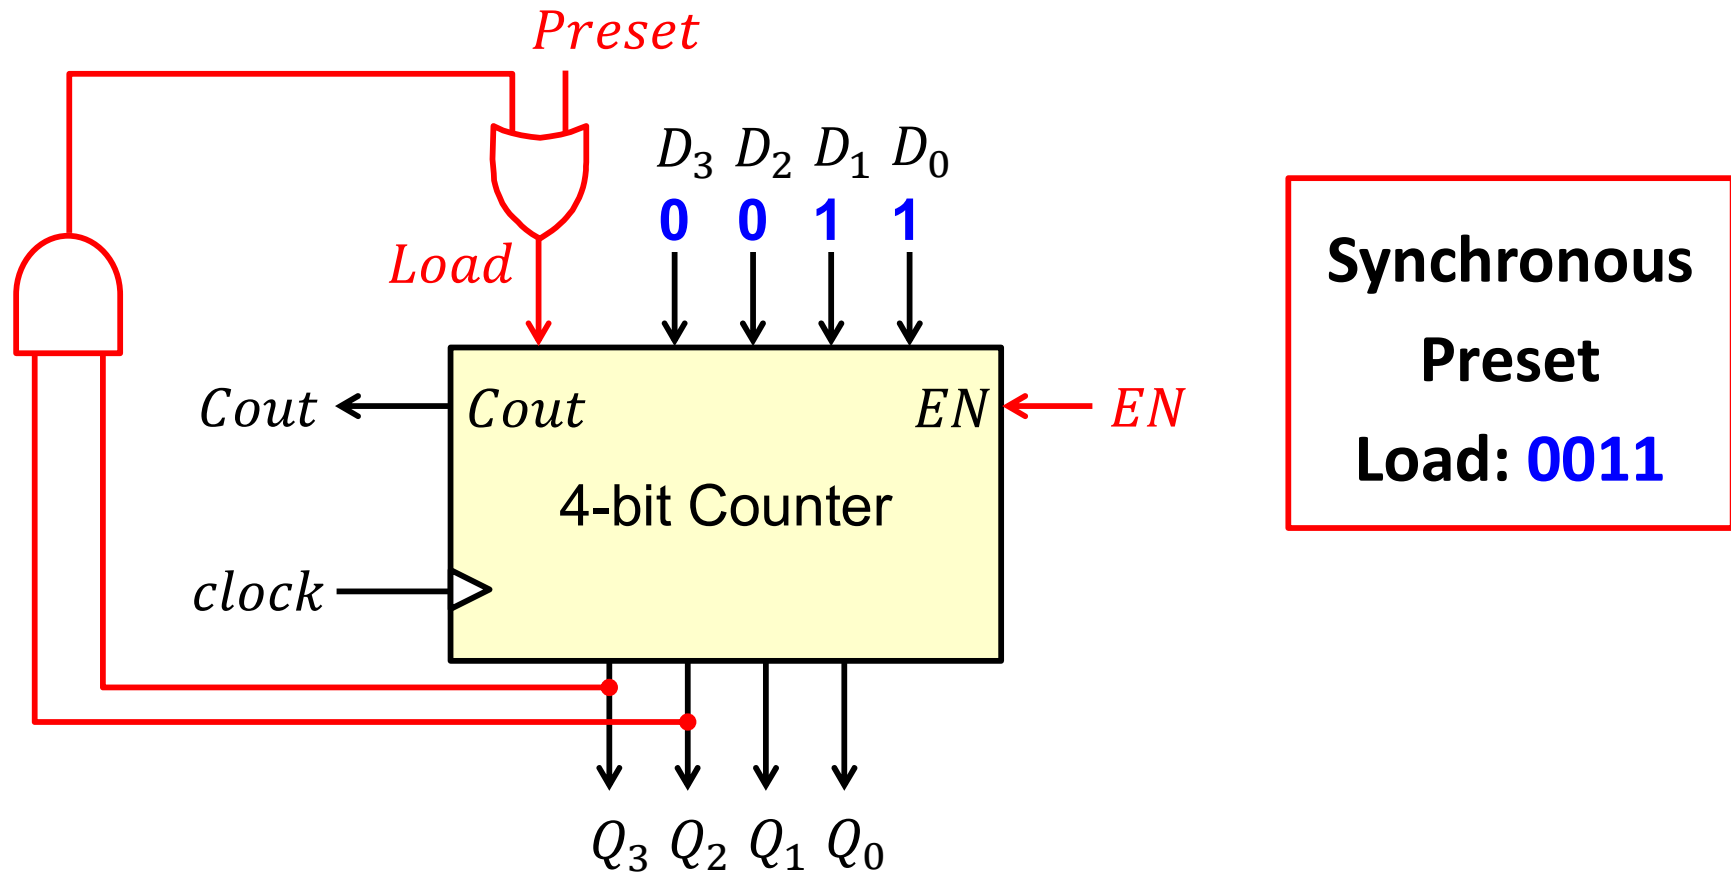 Preset
D₃ D₂ D₁ D₀
0 0 1 1
Load
Cout Cout EN EN
4-bit Counter
clock
Q₃ Q₂ Q₁ Q₀
Synchronous
Preset
Load: 0011